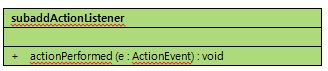 subaddActionListener
+ actionPerformed (e : ActionEvent) : void